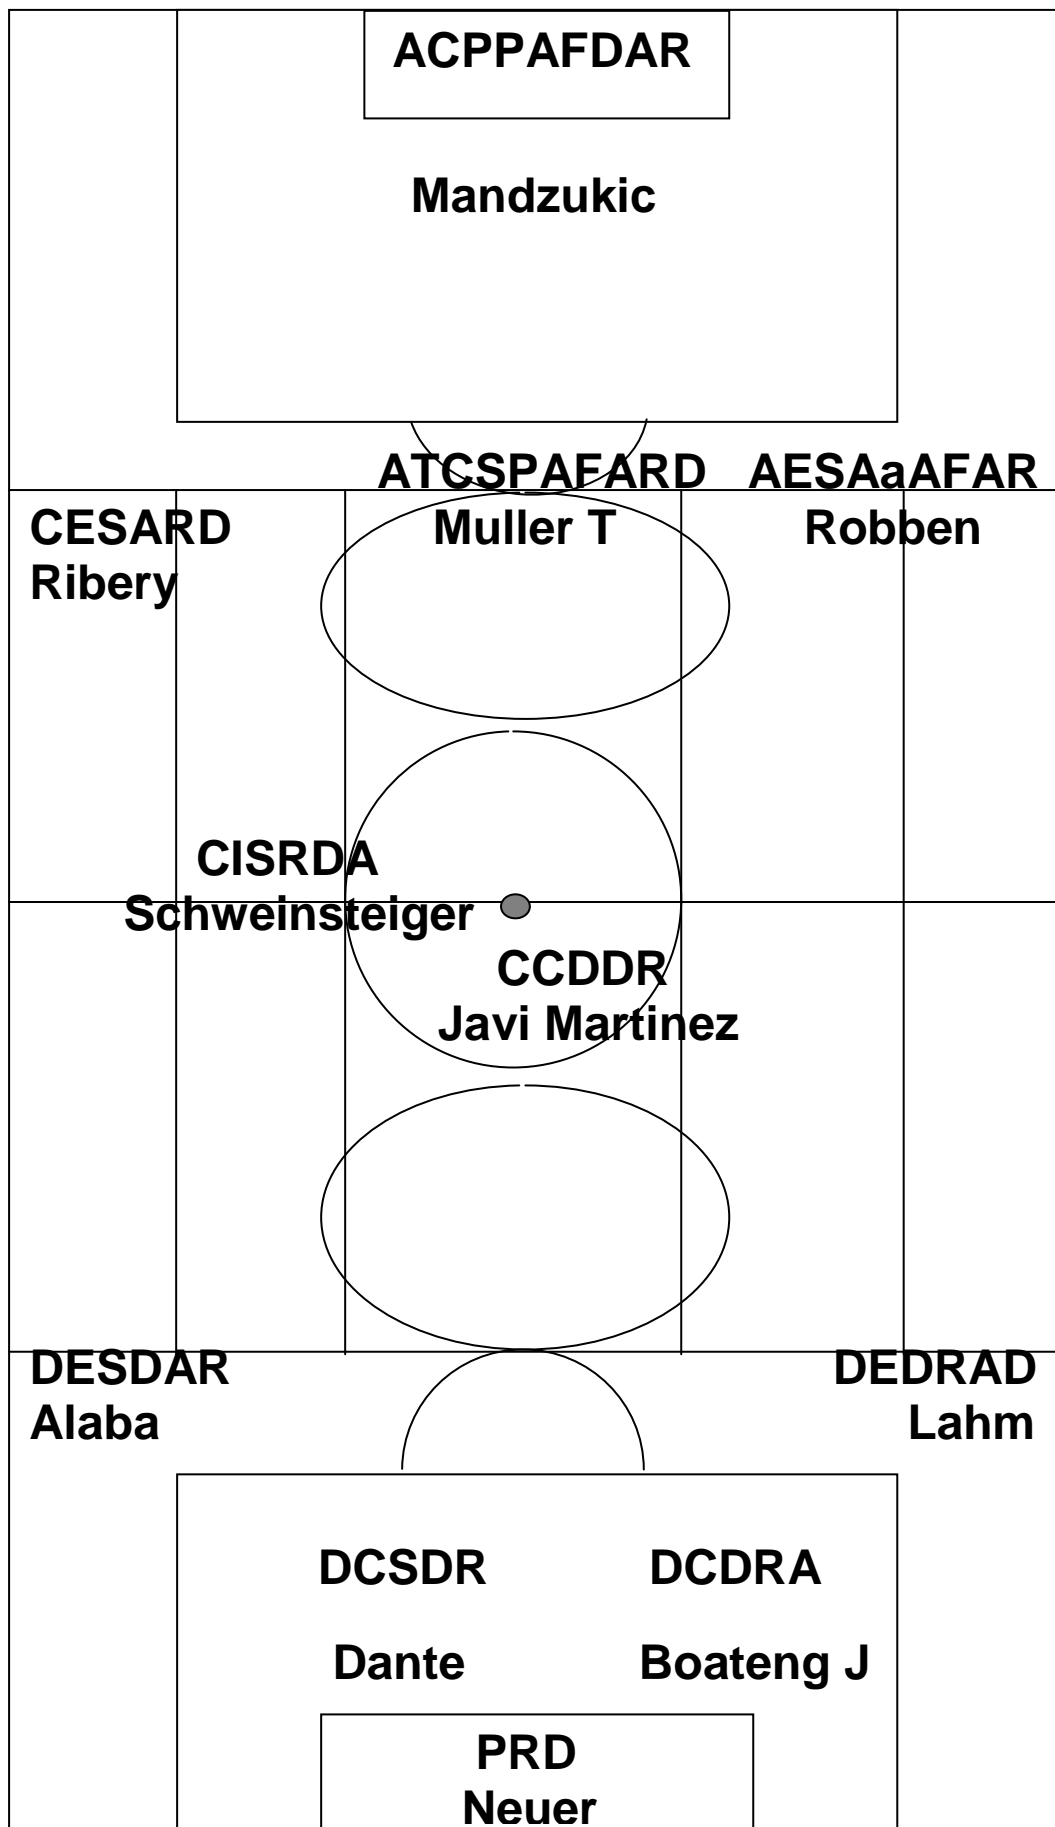 ACPPAFDAR
Mandzukic
ATCSPAFARD AESAaAFAR
CESARD Muller T Robben
Ribery
CISRDA
Schweinsteiger
CCDDR
Javi Martinez
DESDAR DEDRAD
Alaba Lahm
DCSDR DCDRA
Dante Boateng J
PRD
Neuer